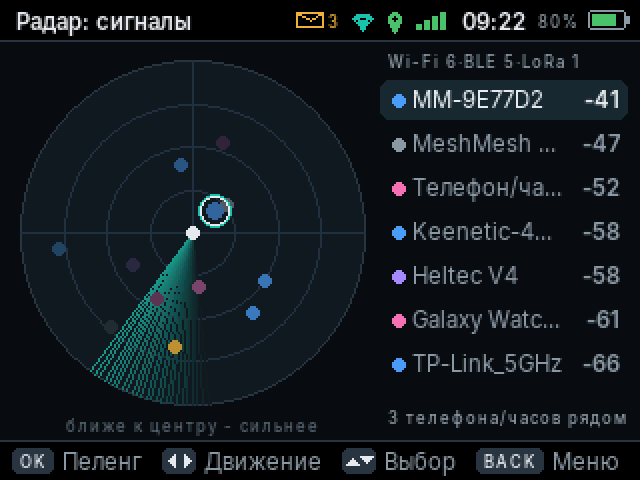 Радар: сигналы 3 09:22 80%
Wi-Fi 6·BLE 5·LoRa 1
MM-9E77D2 -41
MeshMesh ... -47
Телефон/ча... -52
Keenetic-4... -58
Heltec V4 -58
Galaxy Watc... -61
TP-Link_5GHz -66
ближе к центру - сильнее
3 телефона/часов рядом
OK Пеленг Движение Выбор BACK Меню